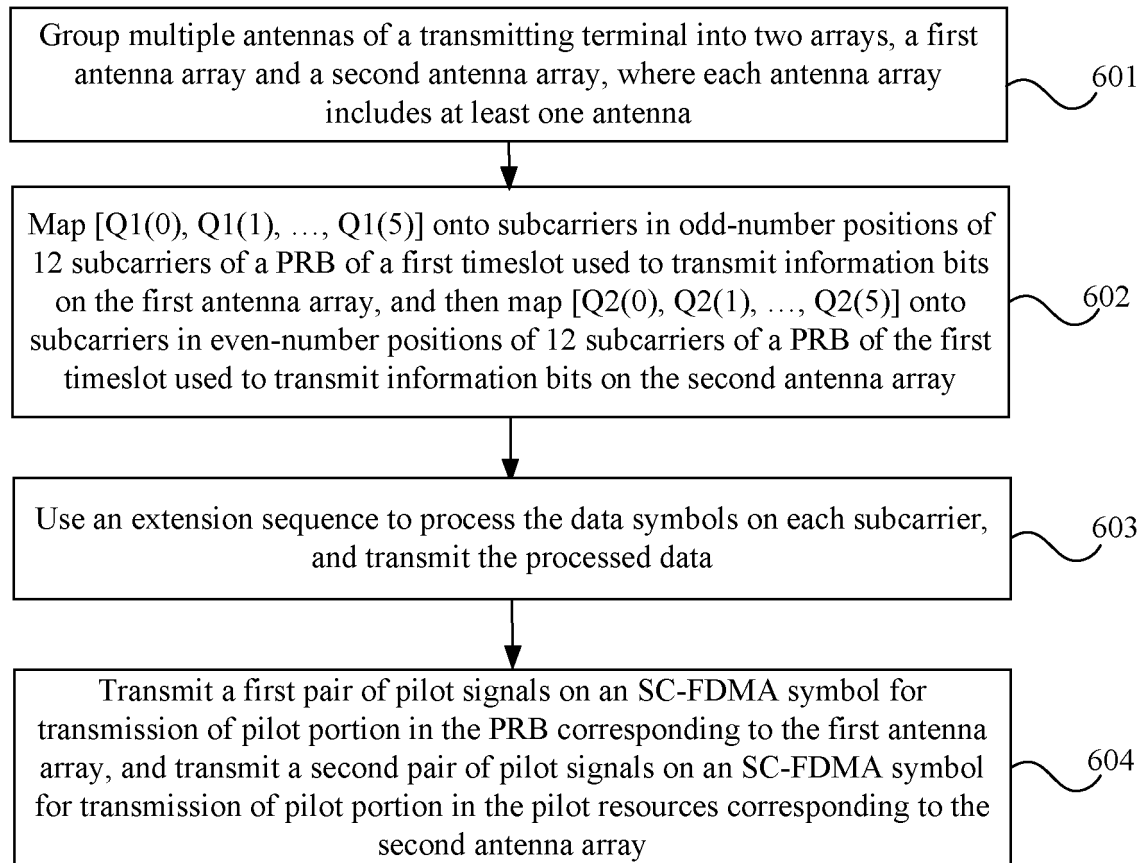 Group multiple antennas of a transmitting terminal into two arrays, a first
antenna array and a second antenna array, where each antenna array
includes at least one antenna
601
Map [Q1(0), Q1(1), …, Q1(5)] onto subcarriers in odd-number positions of
12 subcarriers of a PRB of a first timeslot used to transmit information bits
on the first antenna array, and then map [Q2(0), Q2(1), …, Q2(5)] onto
subcarriers in even-number positions of 12 subcarriers of a PRB of the first
timeslot used to transmit information bits on the second antenna array
602
Use an extension sequence to process the data symbols on each subcarrier,
and transmit the processed data
603
Transmit a first pair of pilot signals on an SC-FDMA symbol for
transmission of pilot portion in the PRB corresponding to the first antenna
array, and transmit a second pair of pilot signals on an SC-FDMA symbol
for transmission of pilot portion in the pilot resources corresponding to the
second antenna array
604